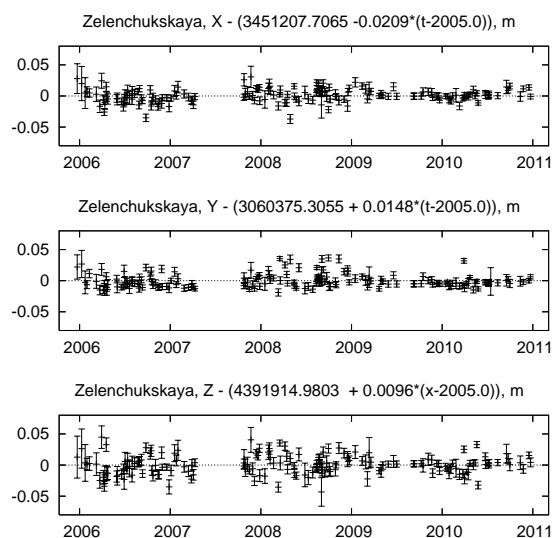 Zelenchukskaya, X - (3451207.7065 -0.0209*(t-2005.0)), m
0.05
0
-0.05
2006 2007 2008 2009 2010 2011
Zelenchukskaya, Y - (3060375.3055 + 0.0148*(t-2005.0)), m
0.05
0
-0.05
2006 2007 2008 2009 2010 2011
Zelenchukskaya, Z - (4391914.9803 + 0.0096*(x-2005.0)), m
0.05
0
-0.05
2006 2007 2008 2009 2010 2011